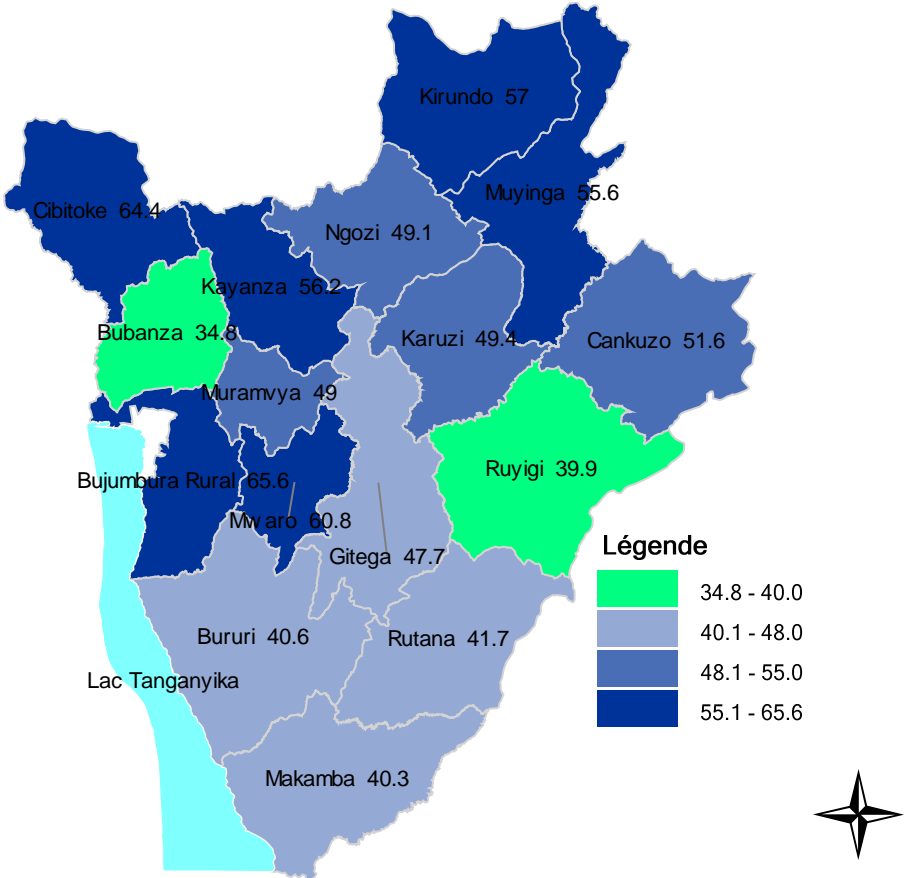 Kirundo 57
Muyinga 55.6
Cibitoke 64.4
Ngozi 49.1
Kayanza 56.2
Bubanza 34.8
Karuzi 49.4
Cankuzo 51.6
Muramvya 49
Ruyigi 39.9
Bujumbura Rural 65.6
Mwaro 60.8
Gitega 47.7
Bururi 40.6
Rutana 41.7
Lac Tanganyika
Makamba 40.3
Légende
34.8 - 40.0
40.1 - 48.0
48.1 - 55.0
55.1 - 65.6